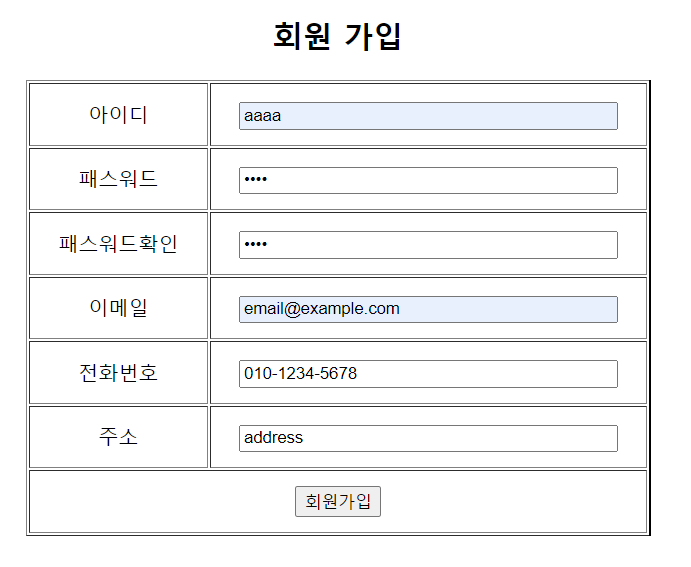 회원 가입
아이디 aaaa
패스워드 ••••
패스워드확인 ••••
이메일 email@example.com
전화번호 010-1234-5678
주소 address
회원가입